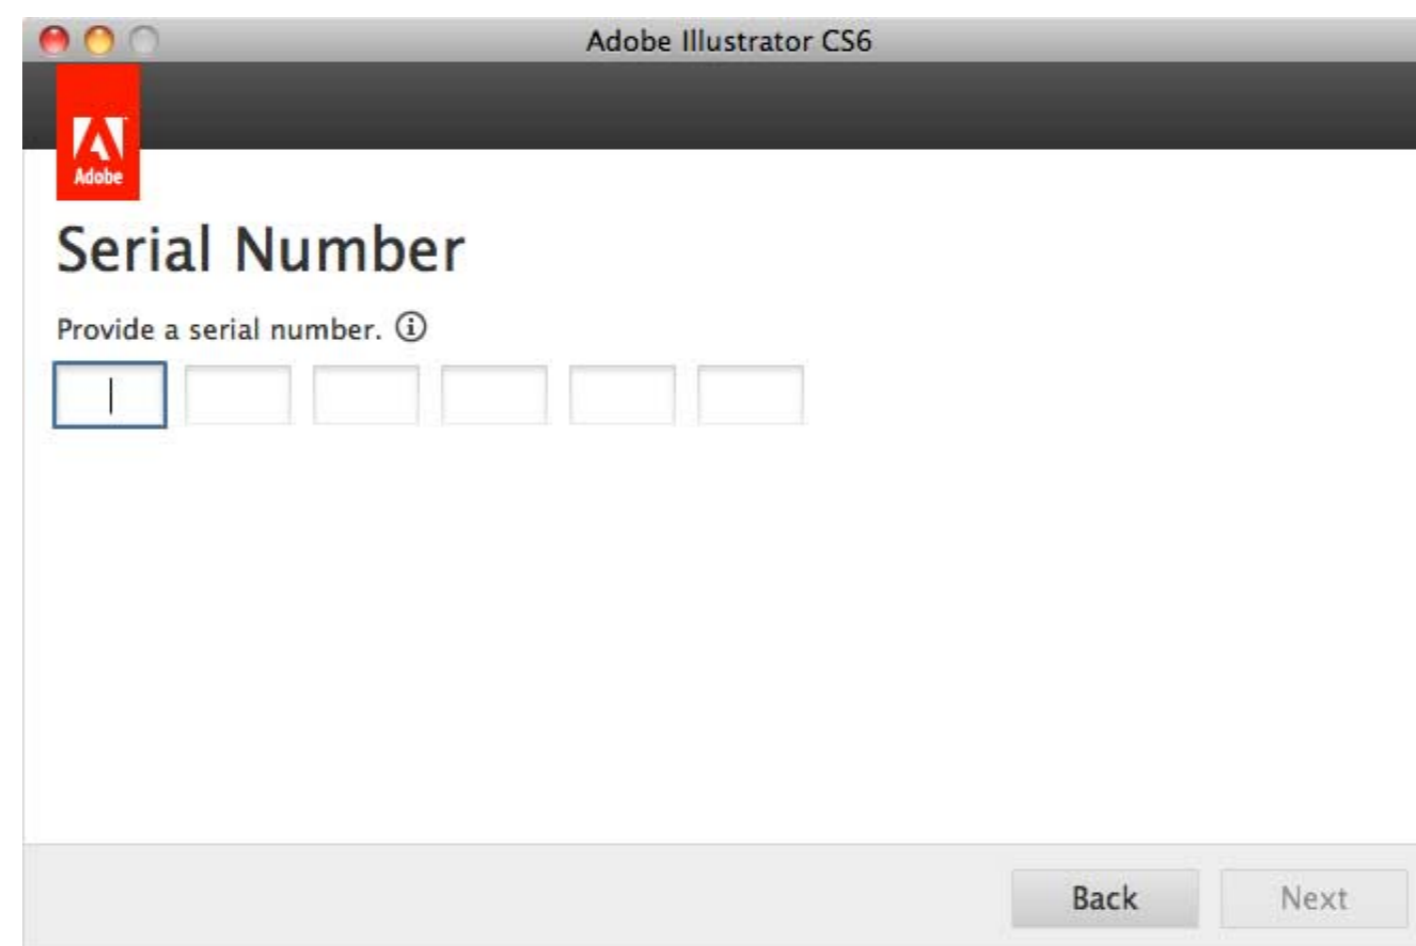 Adobe Illustrator CS6
Adobe
Serial Number
Provide a serial number.
Back Next